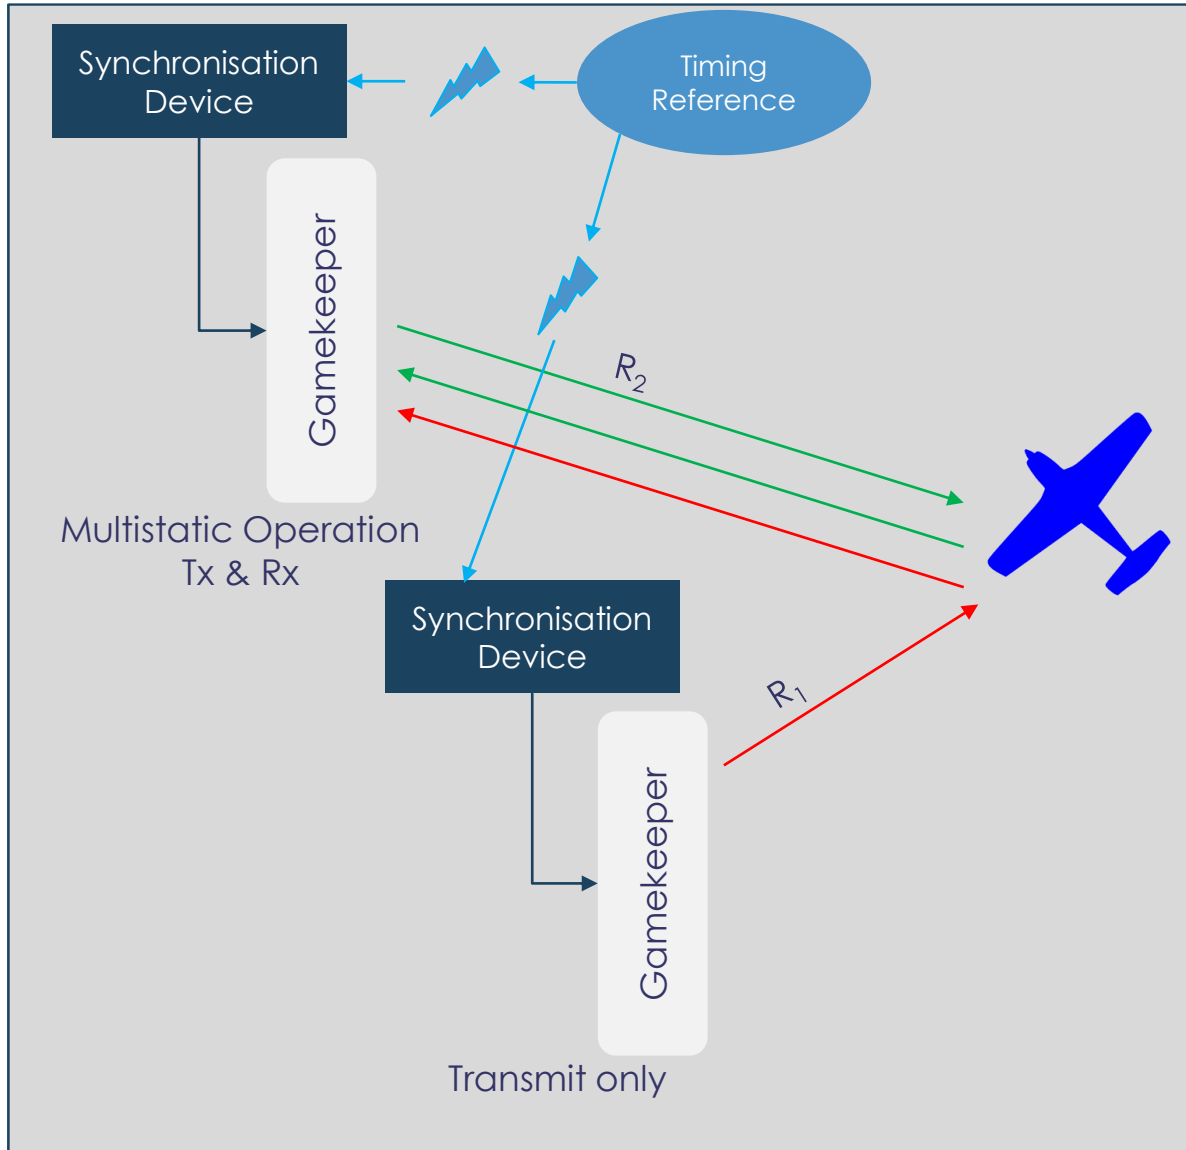 Synchronisation
Device
Timing
Reference
Gamekeeper
R₂
Multistatic Operation
Tx & Rx
Synchronisation
Device
R₁
Gamekeeper
Transmit only